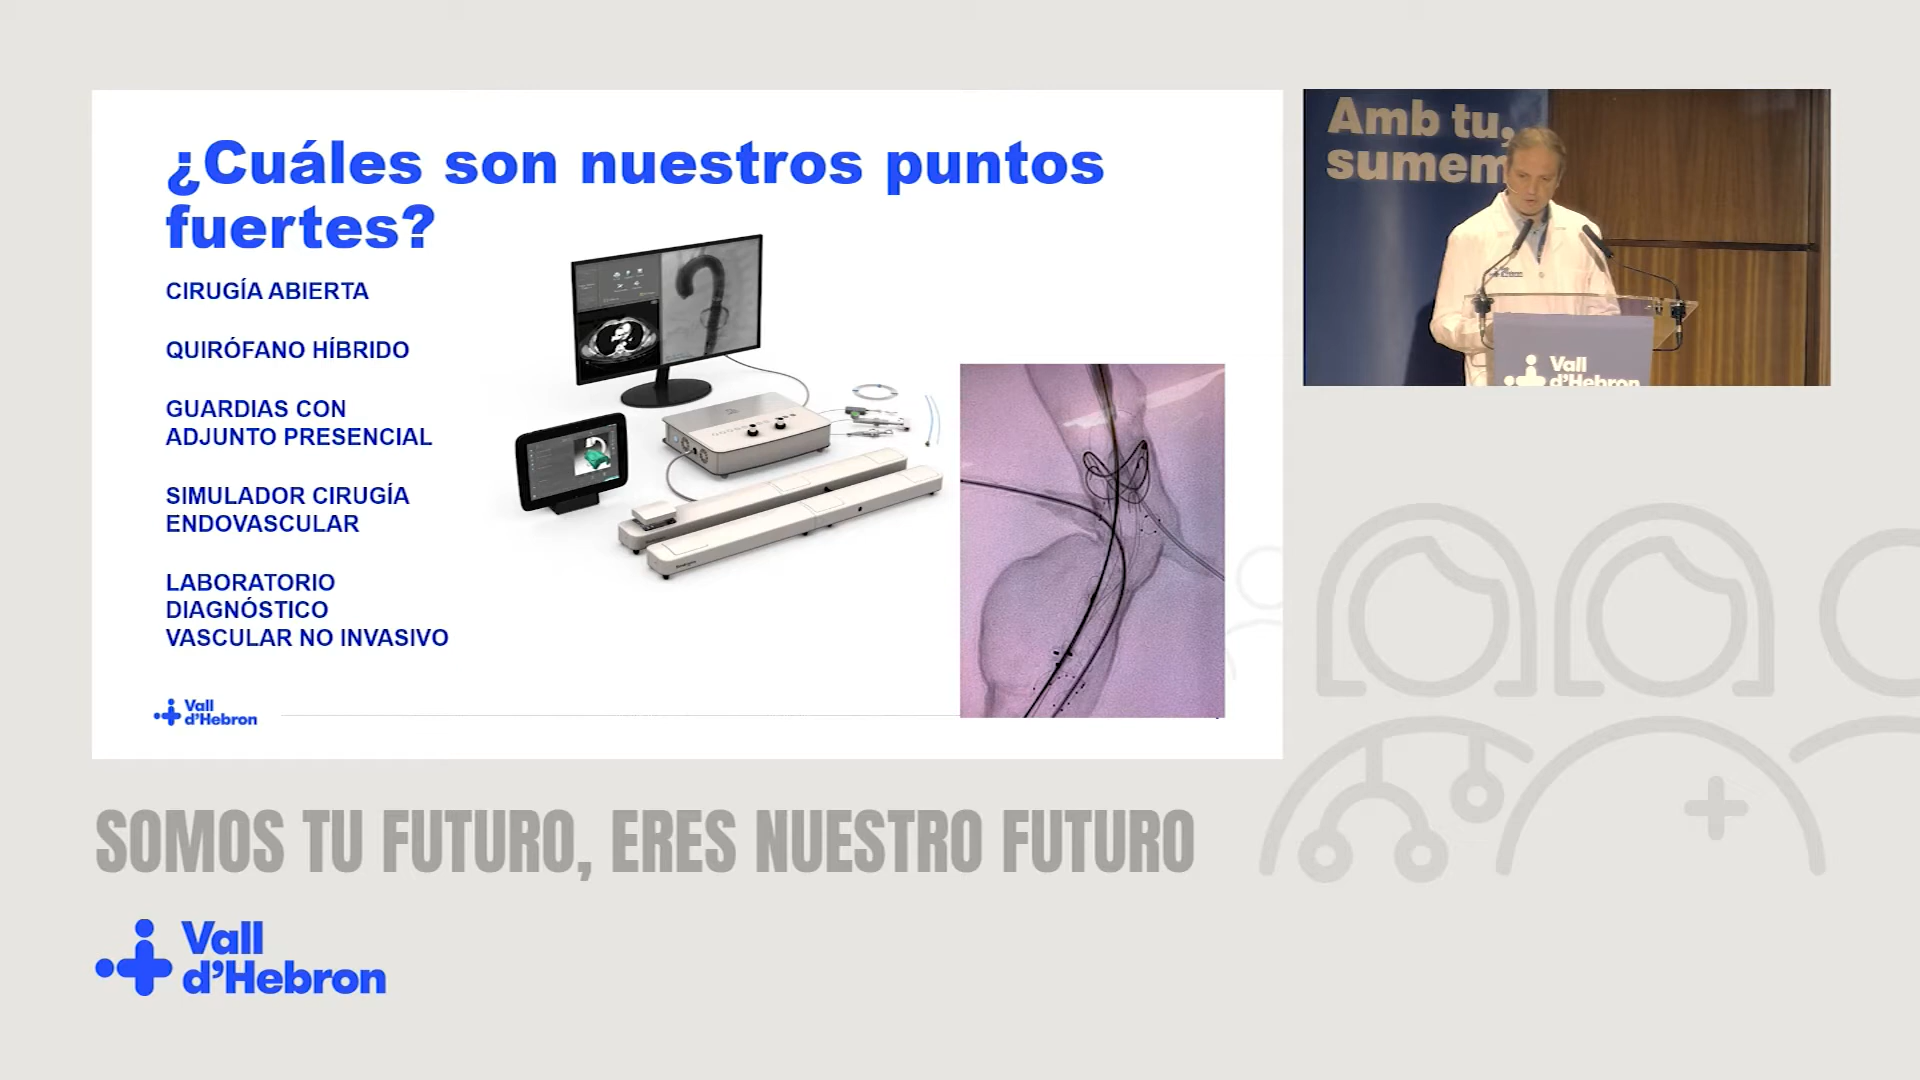 ¿Cuáles son nuestros puntos
fuertes?
CIRUGÍA ABIERTA
QUIRÓFANO HÍBRIDO
GUARDIAS CON
ADJUNTO PRESENCIAL
SIMULADOR CIRUGÍA
ENDOVASCULAR
LABORATORIO
DIAGNÓSTICO
VASCULAR NO INVASIVO
Vall
d'Hebron
Amb tu,
sumem
Vall
d'Hebron
SOMOS TU FUTURO, ERES NUESTRO FUTURO
Vall
d'Hebron